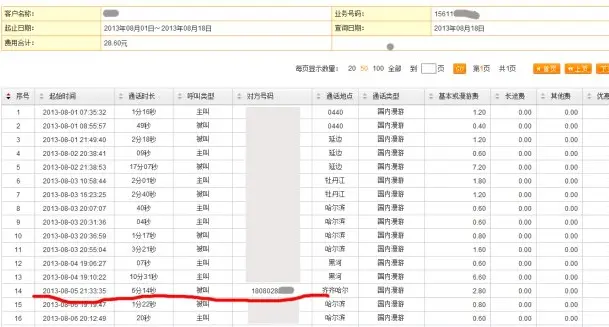 客户名称： 业务号码： 15611
起止日期： 2013年08月01日～2013年08月18日 查询日期： 2013年08月18日
费用合计： 28.60元
每页显示数量： 20 50 100 全部 到 页 GO 第1页 共1页 首页 上页 下
序号 起始时间 通话时长 呼叫类型 对方号码 通话地点 通话类型 基本或漫游费 长途费 其他费 优惠
1 2013-08-01 07:35:32 1分16秒 主叫 0440 国内漫游 1.20 0.00 0.00
2 2013-08-01 08:55:57 49秒 被叫 0440 国内漫游 0.40 0.00 0.00
3 2013-08-01 21:49:40 2分18秒 被叫 延边 国内漫游 1.20 0.00 0.00
4 2013-08-02 20:38:41 09秒 主叫 延边 国内漫游 0.60 0.00 0.00
5 2013-08-02 21:38:53 17分07秒 被叫 延边 国内漫游 7.20 0.00 0.00
6 2013-08-03 10:58:44 2分01秒 主叫 牡丹江 国内漫游 1.80 0.00 0.00
7 2013-08-03 16:23:25 2分40秒 被叫 牡丹江 国内漫游 1.20 0.00 0.00
8 2013-08-03 20:07:07 40秒 主叫 哈尔滨 国内漫游 0.60 0.00 0.00
9 2013-08-03 20:31:36 04秒 主叫 哈尔滨 国内漫游 0.60 0.00 0.00
10 2013-08-03 20:36:59 1分17秒 被叫 哈尔滨 国内漫游 0.80 0.00 0.00
11 2013-08-03 20:55:04 3分21秒 被叫 哈尔滨 国内漫游 1.60 0.00 0.00
12 2013-08-04 19:06:27 07秒 主叫 黑河 国内漫游 0.60 0.00 0.00
13 2013-08-04 19:10:22 10分31秒 主叫 黑河 国内漫游 6.60 0.00 0.00
14 2013-08-05 21:33:35 6分14秒 被叫 1808028 齐齐哈尔 国内漫游 2.80 0.00 0.00
15 2013-08-06 19:19:47 1分22秒 被叫 哈尔滨 国内漫游 0.80 0.00 0.00
16 2013-08-06 20:12:49 20秒 主叫 哈尔滨 国内漫游 0.60 0.00 0.00